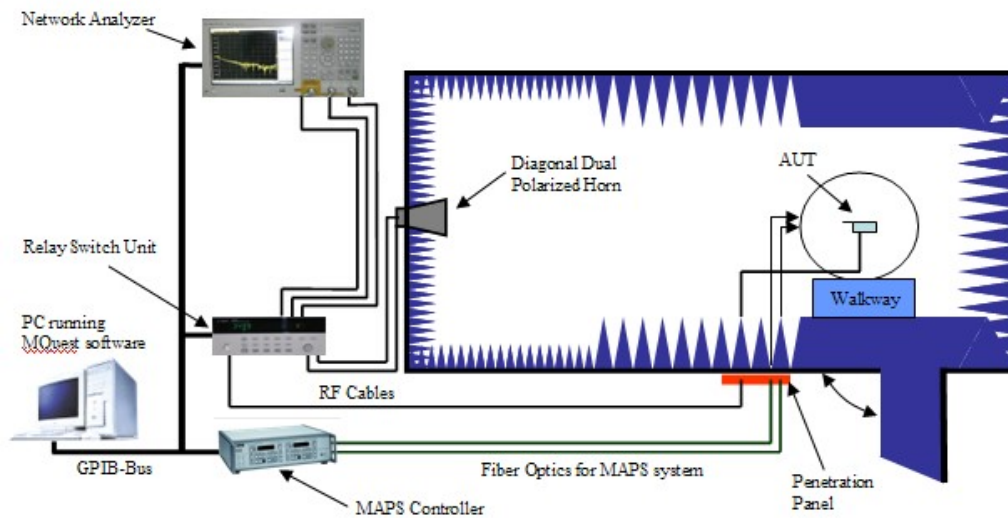 Network Analyzer
Diagonal Dual
Polarized Horn
AUT
Relay Switch Unit
Walkway
PC running
MQuest software
RF Cables
GPIB-Bus
Fiber Optics for MAPS system
Penetration
Panel
MAPS Controller